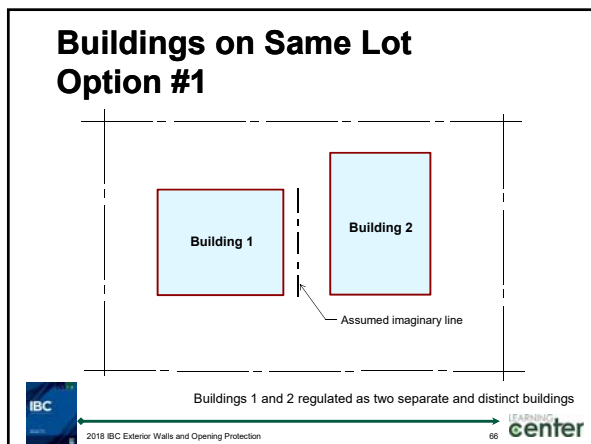 Buildings on Same Lot
Option #1
Building 1
Building 2
Assumed imaginary line
Buildings 1 and 2 regulated as two separate and distinct buildings
IBC
2018 IBC Exterior Walls and Opening Protection
66
LEARNING
center